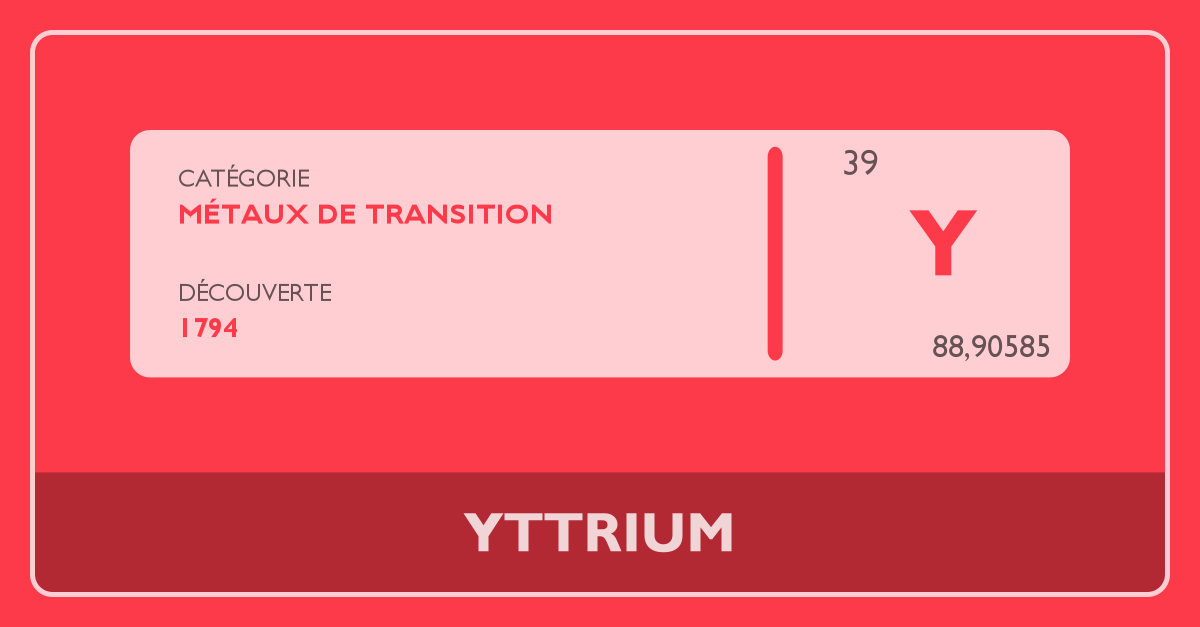 CATÉGORIE
MÉTAUX DE TRANSITION
DÉCOUVERTE
1794
39
Y
88,90585
YTTRIUM